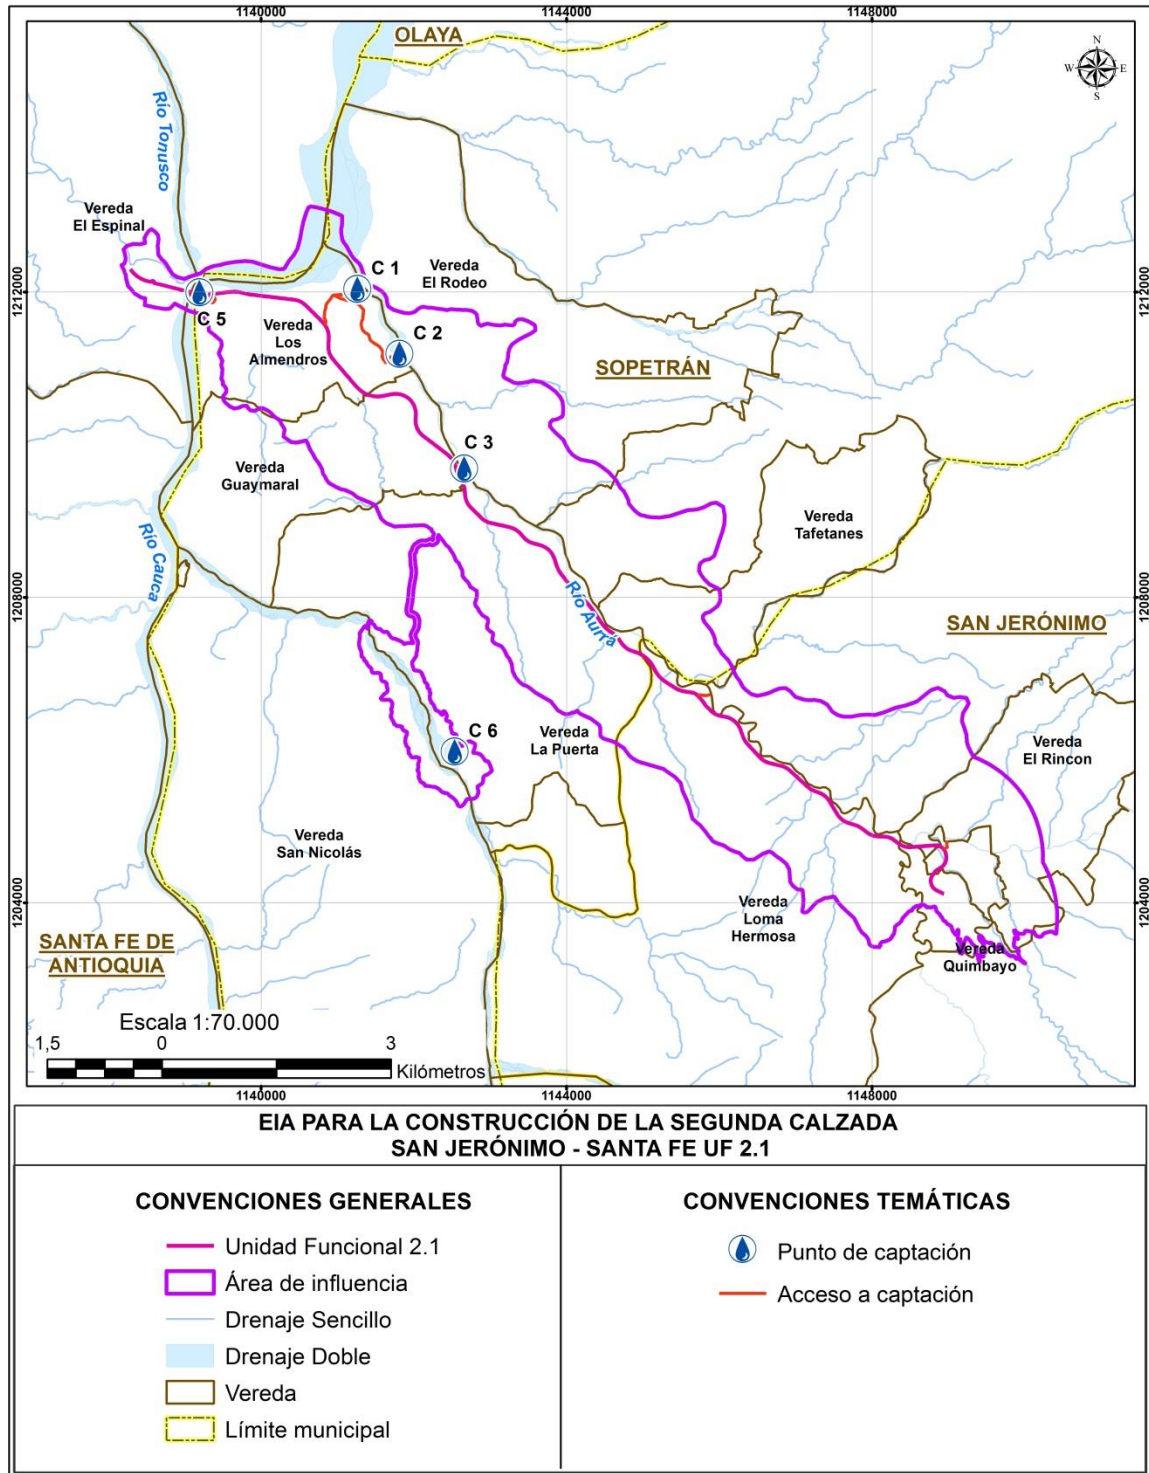 1140000
1144000
1148000
OLAYA
N
W
E
S
Río Tonusco
Vereda
El Espinal
C 1
Vereda
El Rodeo
1212000
1212000
C 5
Vereda
Los
Almendros
C 2
SOPETRÁN
C 3
Vereda
Guaymaral
Vereda
Tafetanes
Río Cauca
1208000
1208000
Río Aurrá
SAN JERÓNIMO
C 6
Vereda
La Puerta
Vereda
El Rincon
Vereda
San Nicolás
1204000
1204000
Vereda
Loma
Hermosa
SANTA FE DE
ANTIOQUIA
Vereda
Quimbayo
Escala 1:70.000
1,5
0
3
Kilómetros
1140000
1144000
1148000
EIA PARA LA CONSTRUCCIÓN DE LA SEGUNDA CALZADA
SAN JERÓNIMO - SANTA FE UF 2.1
CONVENCIONES GENERALES
Unidad Funcional 2.1
Área de influencia
Drenaje Sencillo
Drenaje Doble
Vereda
Límite municipal
CONVENCIONES TEMÁTICAS
Punto de captación
Acceso a captación